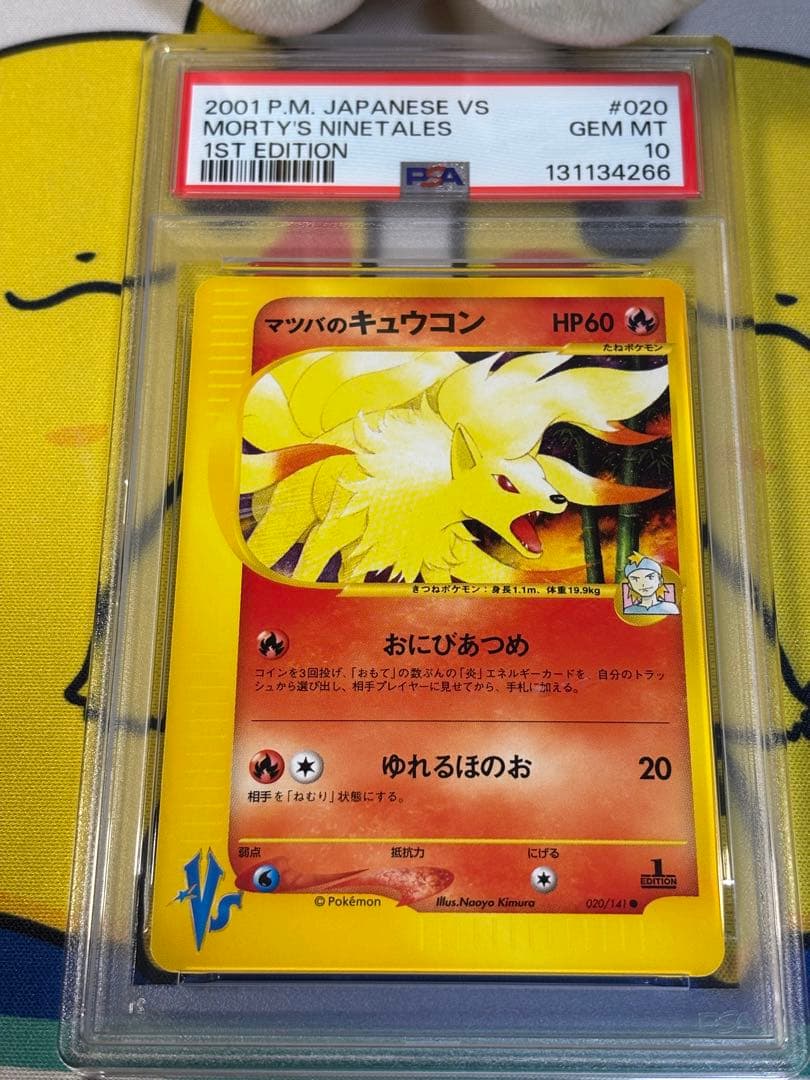 2001 P.M. JAPANESE VS #020
MORTY'S NINETALES GEM MT
1ST EDITION 10
PSA 131134266
マツバのキュウコン HP60
たねポケモン
きつねポケモン：身長1.1m、体重19.9kg
おにびあつめ
コインを3回投げ、「おもて」の数ぶんの「炎」エネルギーカードを、自分のトラッ
シュから選び出し、相手プレイヤーに見せてから、手札に加える。
ゆれるほのお 20
相手を「ねむり」状態にする。
弱点 抵抗力 にげる
1
EDITION
VS
©Pokémon Illus.Naoyo Kimura 020/141 ●